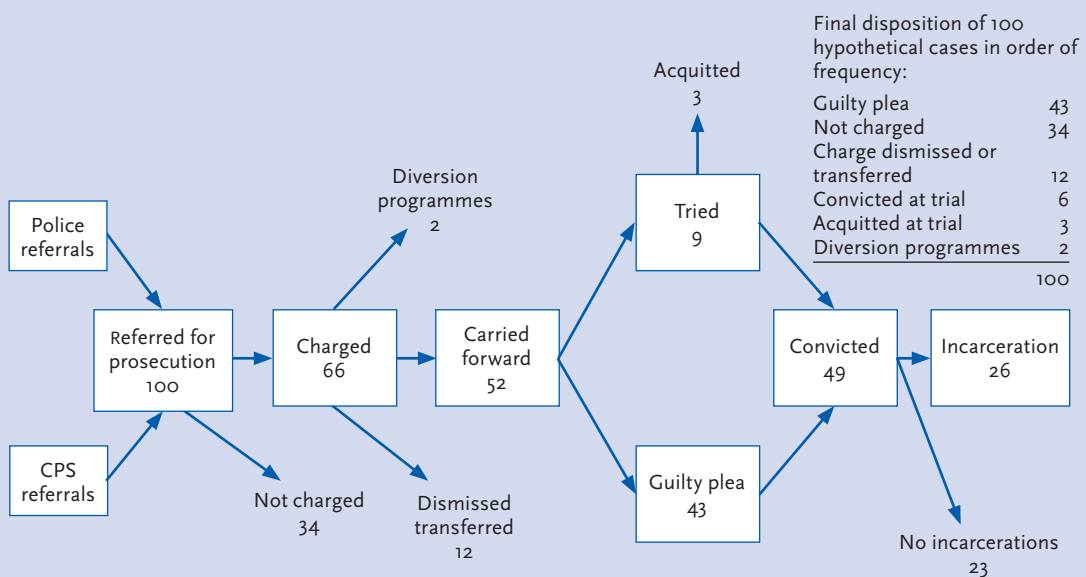 Final disposition of 100
hypothetical cases in order of
frequency:
Guilty plea 43
Not charged 34
Charge dismissed or
transferred 12
Convicted at trial 6
Acquitted at trial 3
Diversion programmes 2
100
Acquitted
3
Diversion
programmes
2
Police
referrals
Tried
9
Referred for
prosecution
100
Charged
66
Carried
forward
52
Convicted
49
Incarceration
26
CPS
referrals
Not charged
34
Dismissed
transferred
12
Guilty plea
43
No incarcerations
23